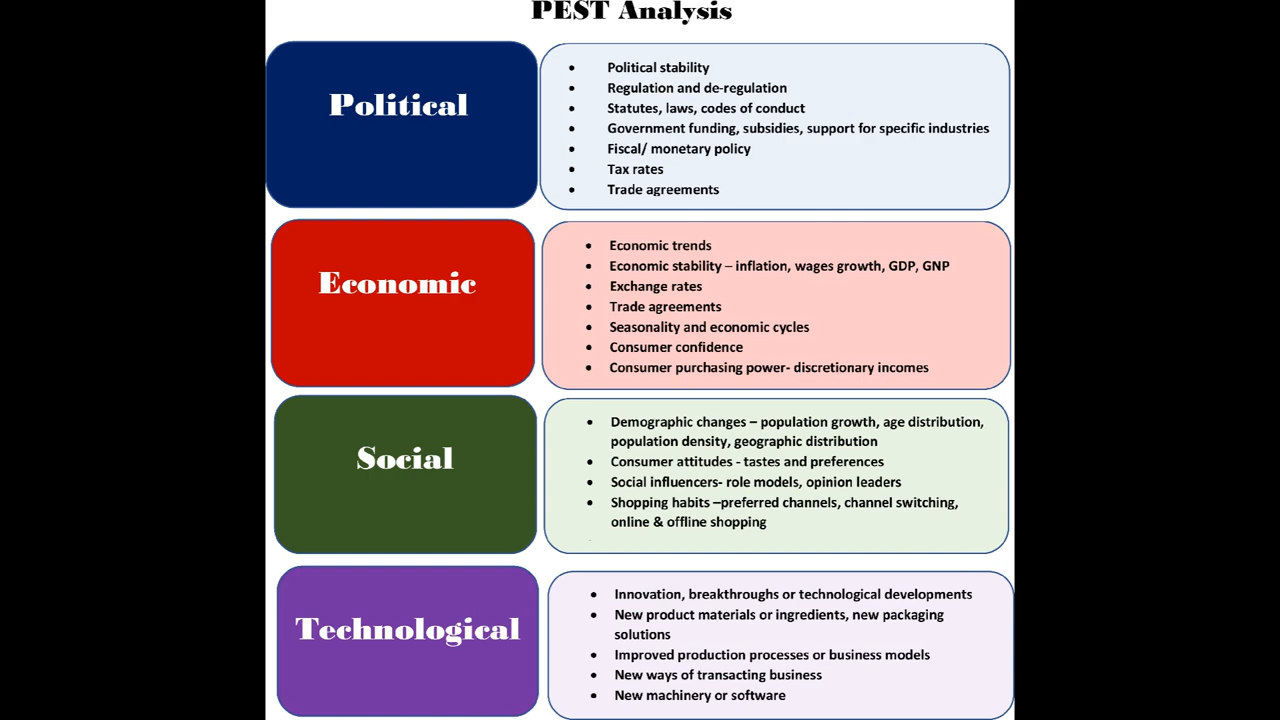 PEST Analysis
Political
• Political stability
• Regulation and de-regulation
• Statutes, laws, codes of conduct
• Government funding, subsidies, support for specific industries
• Fiscal/ monetary policy
• Tax rates
• Trade agreements
Economic
• Economic trends
• Economic stability – inflation, wages growth, GDP, GNP
• Exchange rates
• Trade agreements
• Seasonality and economic cycles
• Consumer confidence
• Consumer purchasing power- discretionary incomes
Social
• Demographic changes – population growth, age distribution,
population density, geographic distribution
• Consumer attitudes - tastes and preferences
• Social influencers- role models, opinion leaders
• Shopping habits –preferred channels, channel switching,
online & offline shopping
Technological
• Innovation, breakthroughs or technological developments
• New product materials or ingredients, new packaging
solutions
• Improved production processes or business models
• New ways of transacting business
• New machinery or software